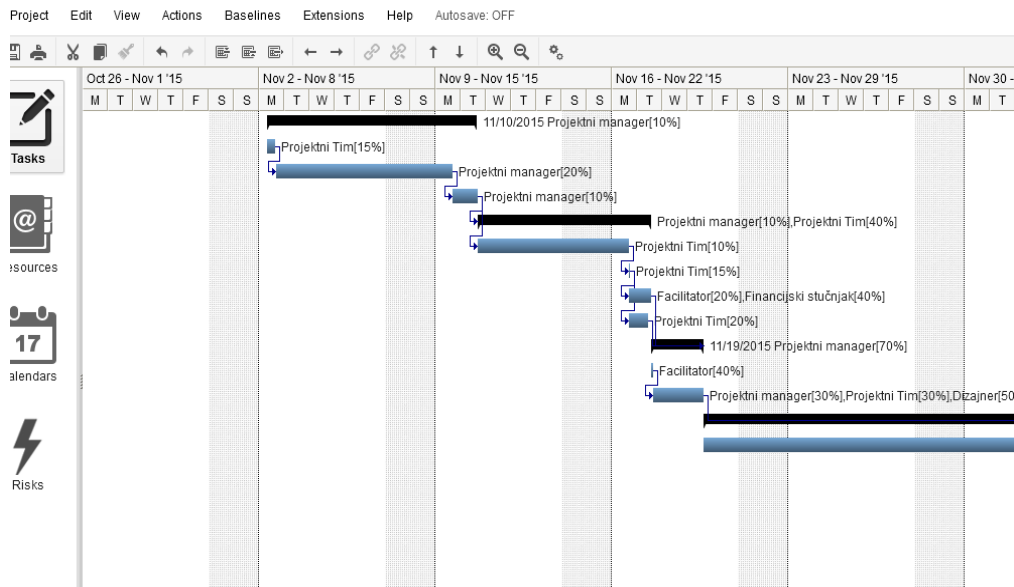 Project Edit View Actions Baselines Extensions Help Autosave: OFF
Oct 26 - Nov 1 '15 Nov 2 - Nov 8 '15 Nov 9 - Nov 15 '15 Nov 16 - Nov 22 '15 Nov 23 - Nov 29 '15 Nov 30 -
M T W T F S S M T W T F S S M T W T F S S M T W T F S S M T W T F S S M T
11/10/2015 Projektni manager[10%]
Projektni Tim[15%]
Tasks
Projektni manager[20%]
Projektni manager[10%]
@
Projektni manager[10%],Projektni Tim[40%]
Projektni Tim[10%]
esources
Projektni Tim[15%]
Facilitator[20%],Financijski stučnjak[40%]
Projektni Tim[20%]
17
11/19/2015 Projektni manager[70%]
Facilitator[40%]
alendars
Projektni manager[30%],Projektni Tim[30%],Dizajner[50
Risks